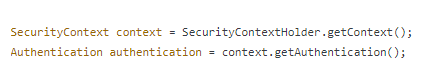 SecurityContext context = SecurityContextHolder.getContext();
Authentication authentication = context.getAuthentication();